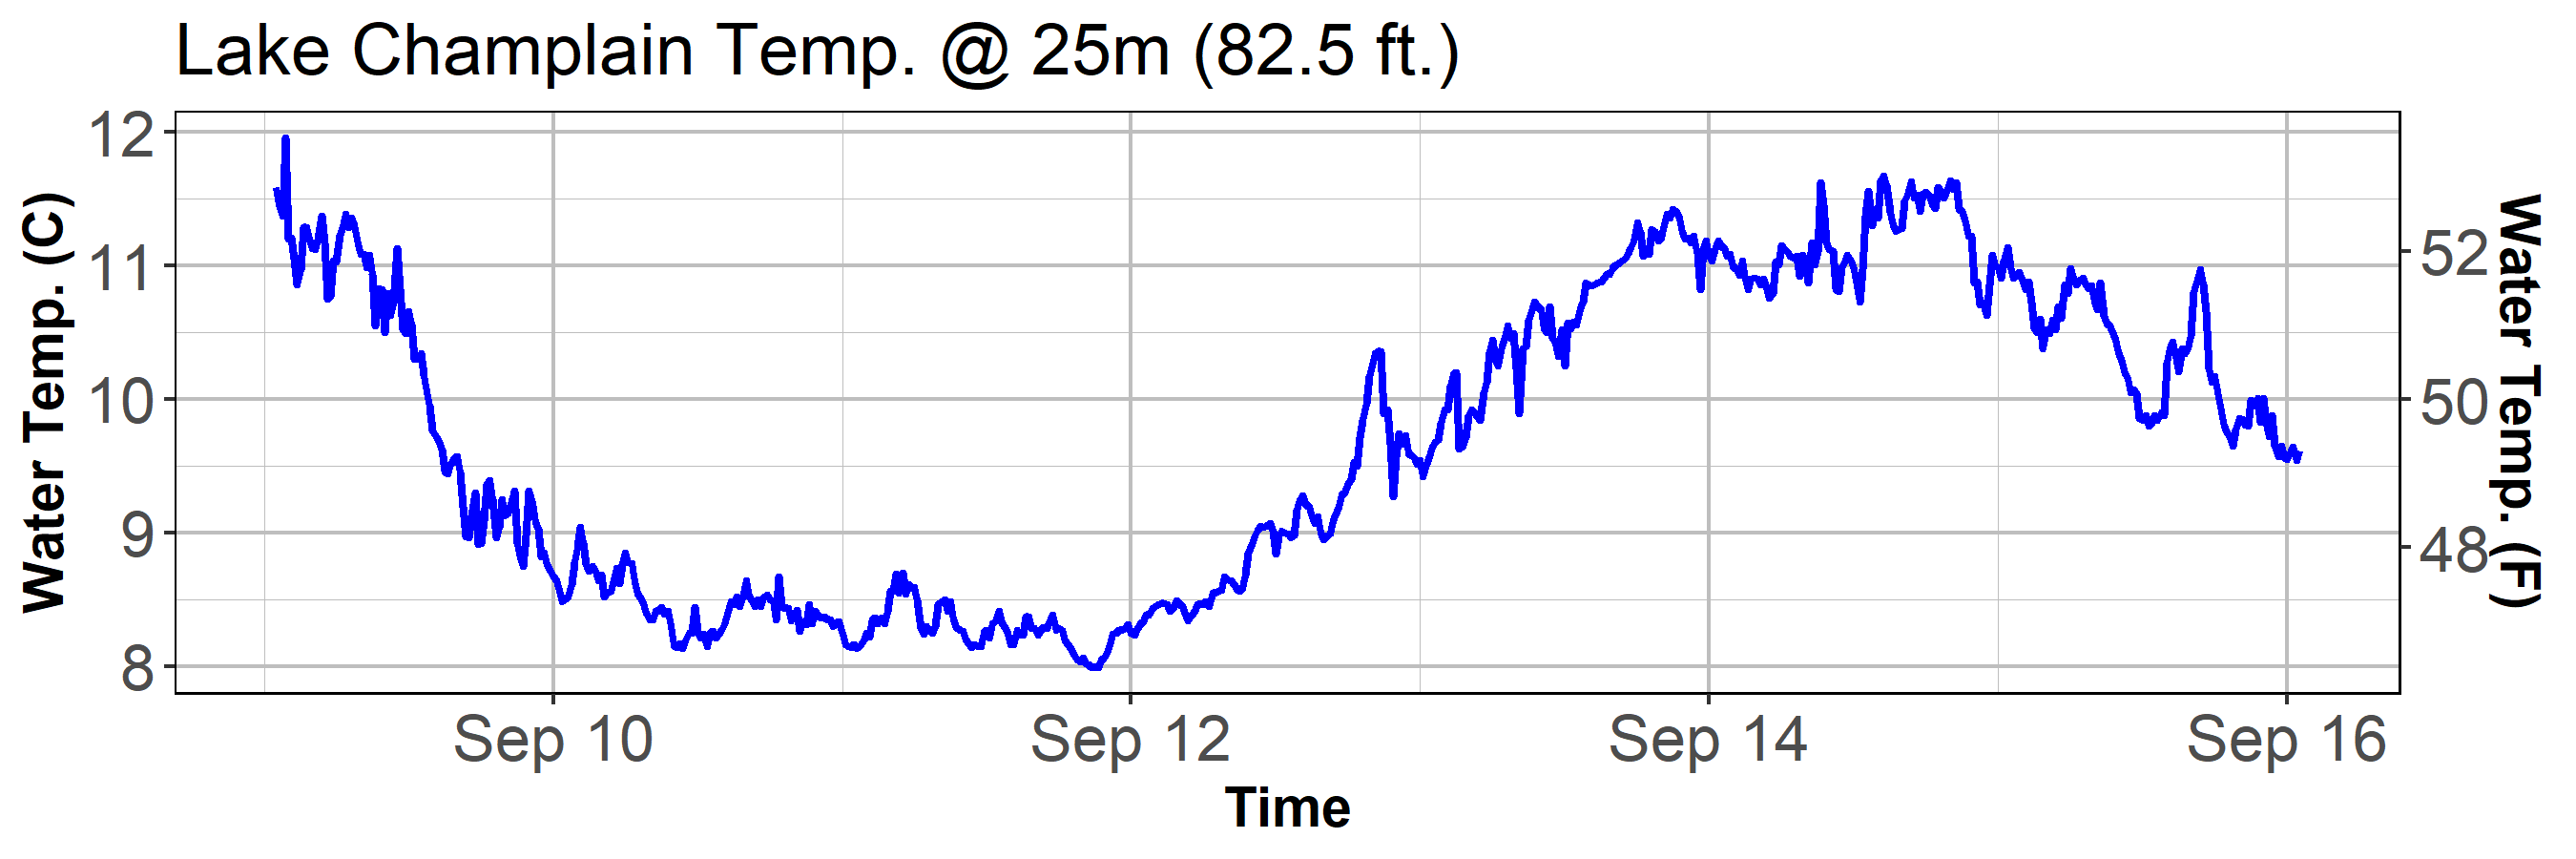 Lake Champlain Temp. @ 25m (82.5 ft.)
Water Temp. (C)
12
11
10
9
8
52
50
48
Water Temp. (F)
Sep 10
Sep 12
Sep 14
Sep 16
Time